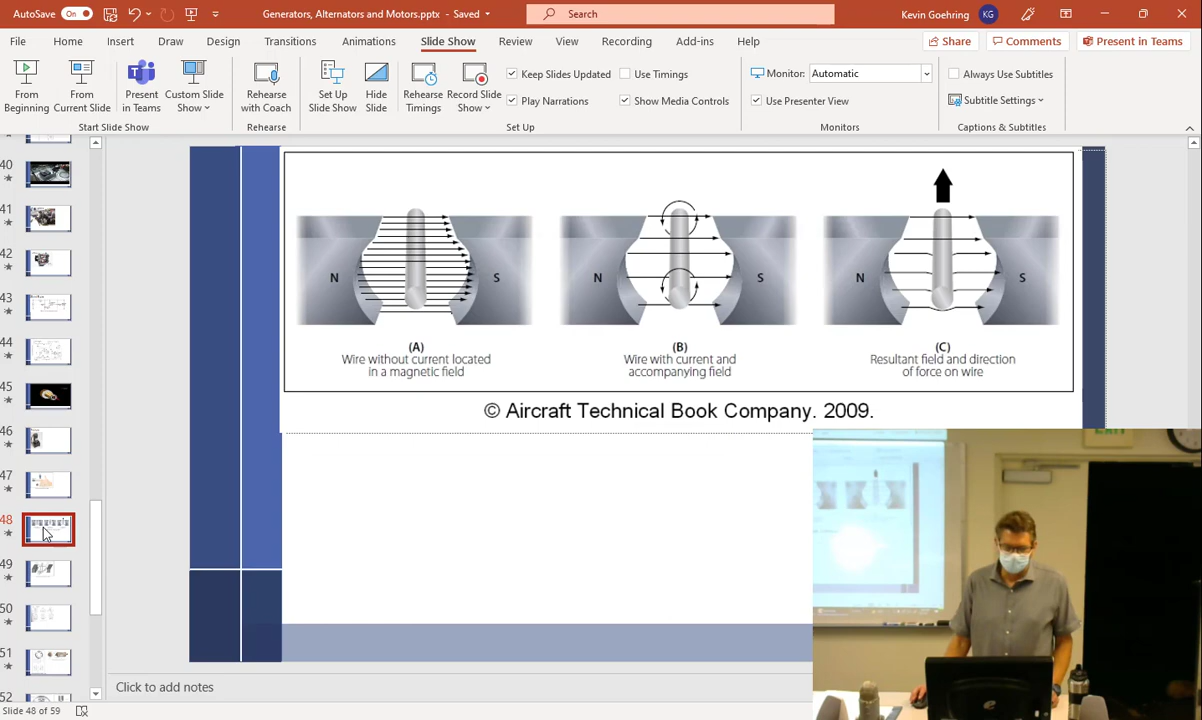 AutoSave On Generators, Alternators and Motors.pptx - Saved Search Kevin Goehring KG
File Home Insert Draw Design Transitions Animations Slide Show Review View Recording Add-ins Help Share Comments Present in Teams
From Beginning
From Current Slide
Present in Teams
Custom Slide Show
Start Slide Show
Rehearse with Coach
Rehearse
Set Up Slide Show
Hide Slide
Rehearse Timings
Record Slide Show
Keep Slides Updated Use Timings
Play Narrations Show Media Controls
Set Up
Monitor: Automatic
Use Presenter View
Monitors
Always Use Subtitles
Subtitle Settings
Captions & Subtitles
40
41
42
43
44
45
46
47
48
49
50
51
52
N S N S N S
(A)
Wire without current located
in a magnetic field
(B)
Wire with current and
accompanying field
(C)
Resultant field and direction
of force on wire
© Aircraft Technical Book Company. 2009.
EXIT
Click to add notes
Slide 48 of 59